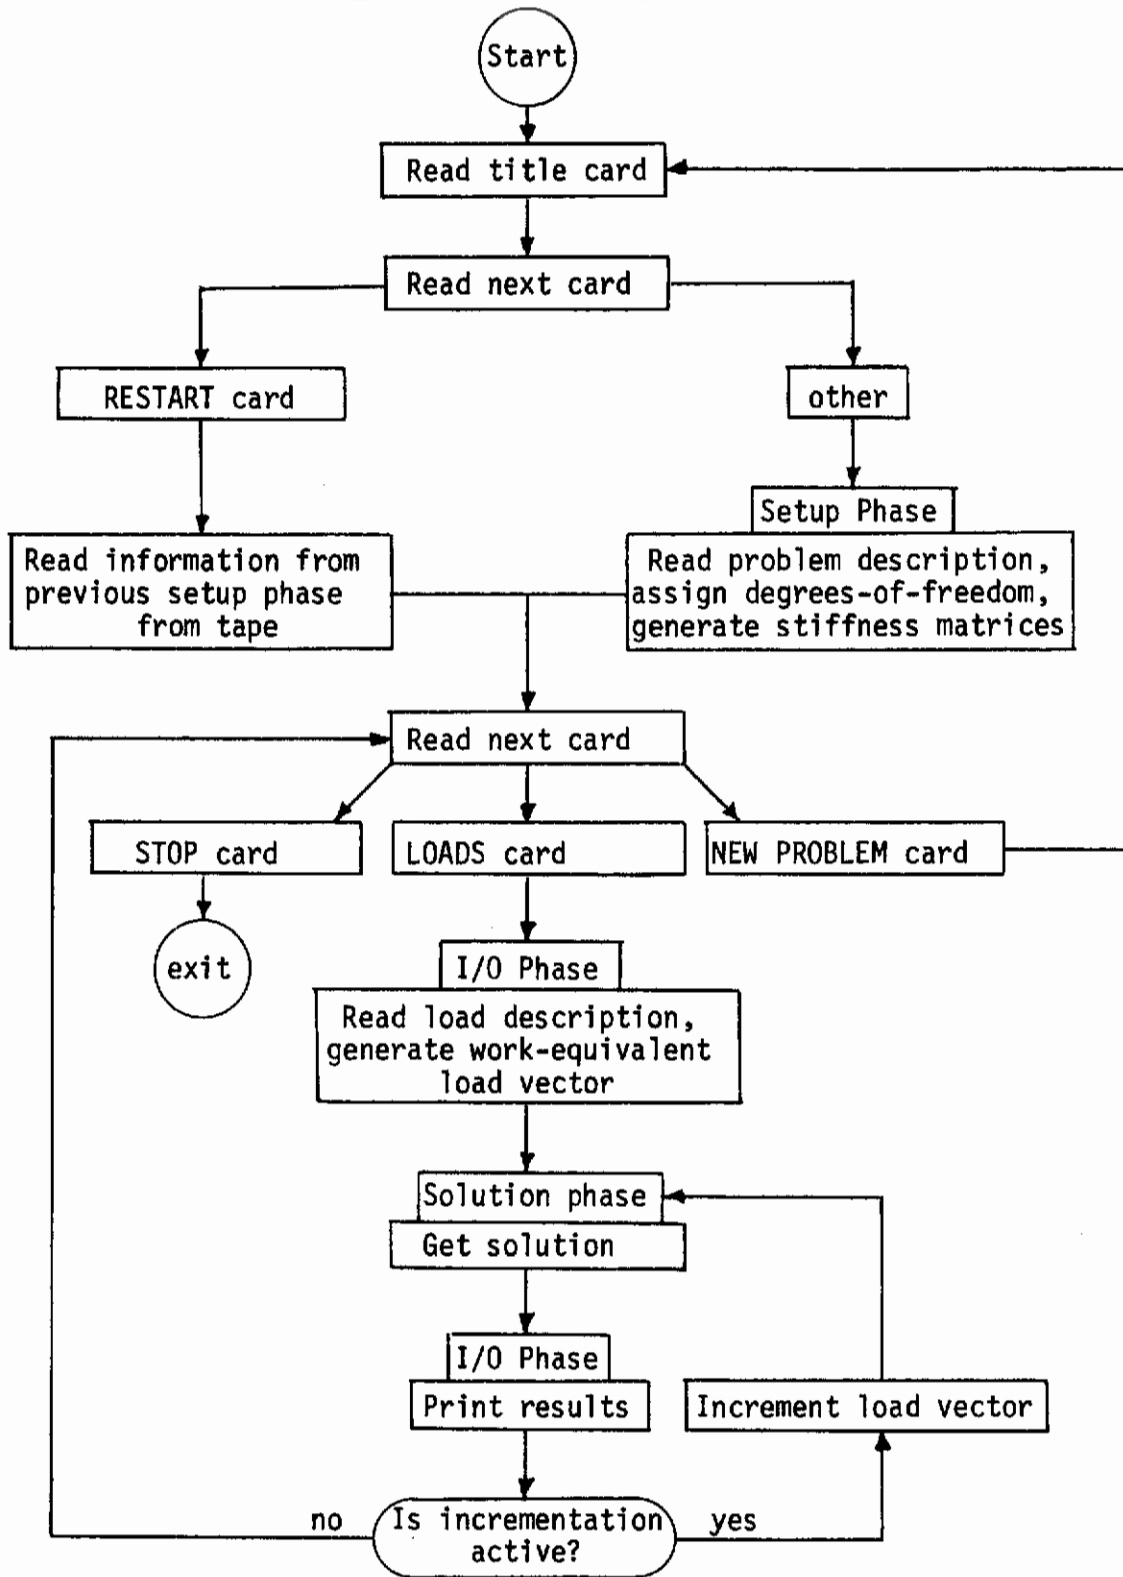 Start
Read title card
Read next card
RESTART card
other
Setup Phase
Read information from
previous setup phase
from tape
Read problem description,
assign degrees-of-freedom,
generate stiffness matrices
Read next card
STOP card
LOADS card
NEW PROBLEM card
exit
I/O Phase
Read load description,
generate work-equivalent
load vector
Solution phase
Get solution
I/O Phase
Print results
Increment load vector
no
Is incrementation
active?
yes